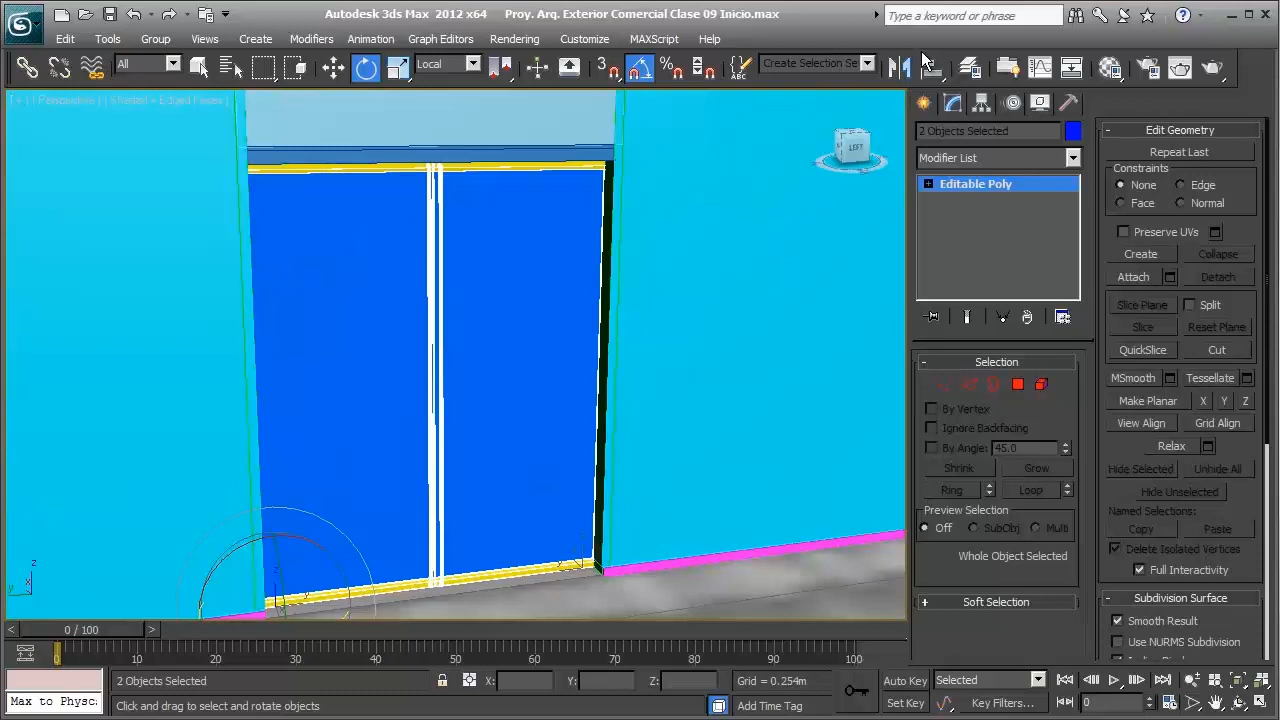 Autodesk 3ds Max 2012 x64 Proy. Arq. Exterior Comercial Clase 09 Inicio.max
Type a keyword or phrase
Edit Tools Group Views Create Modifiers Animation Graph Editors Rendering Customize MAXScript Help
All Local 3 Create Selection Se
[ + ] [ Perspective ] [ Shaded + Edged Faces ]
LEFT
2 Objects Selected
Modifier List
Editable Poly
Selection
By Vertex
Ignore Backfacing
By Angle: 45.0
Shrink Grow
Ring Loop
Preview Selection
Off SubObj Multi
Whole Object Selected
Soft Selection
Edit Geometry
Repeat Last
Constraints
None Edge
Face Normal
Preserve UVs
Create Collapse
Attach Detach
Slice Plane Split
Slice Reset Plane
QuickSlice Cut
MSmooth Tessellate
Make Planar X Y Z
View Align Grid Align
Relax
Hide Selected Unhide All
Hide Unselected
Named Selections:
Copy Paste
Delete Isolated Vertices
Full Interactivity
Subdivision Surface
Smooth Result
Use NURMS Subdivision
z
y x
0 / 100
0 10 20 30 40 50 60 70 80 90 100
2 Objects Selected X: Y: Z: Grid = 0.254m Auto Key Selected
Max to Physc: Click and drag to select and rotate objects Add Time Tag Set Key Key Filters... 0